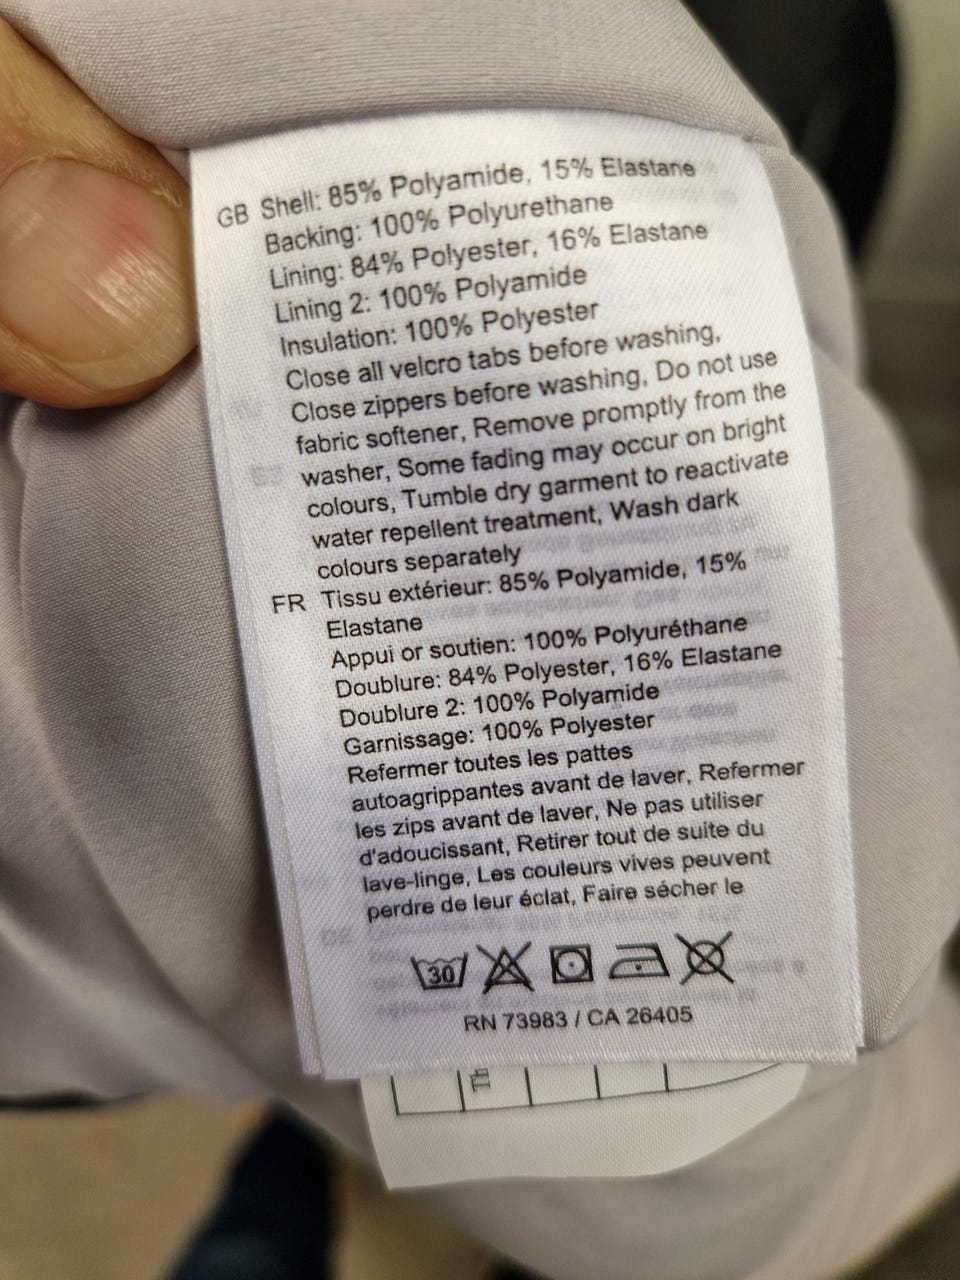 GB Shell: 85% Polyamide, 15% Elastane
Backing: 100% Polyurethane
Lining: 84% Polyester, 16% Elastane
Lining 2: 100% Polyamide
Insulation: 100% Polyester
Close all velcro tabs before washing,
Close zippers before washing, Do not use
fabric softener, Remove promptly from the
washer, Some fading may occur on bright
colours, Tumble dry garment to reactivate
water repellent treatment, Wash dark
colours separately
FR Tissu extérieur: 85% Polyamide, 15%
Elastane
Appui or soutien: 100% Polyuréthane
Doublure: 84% Polyester, 16% Elastane
Doublure 2: 100% Polyamide
Garnissage: 100% Polyester
Refermer toutes les pattes
autoagrippantes avant de laver, Refermer
les zips avant de laver, Ne pas utiliser
d'adoucissant, Retirer tout de suite du
lave-linge, Les couleurs vives peuvent
perdre de leur éclat, Faire sécher le
30
RN 73983 / CA 26405